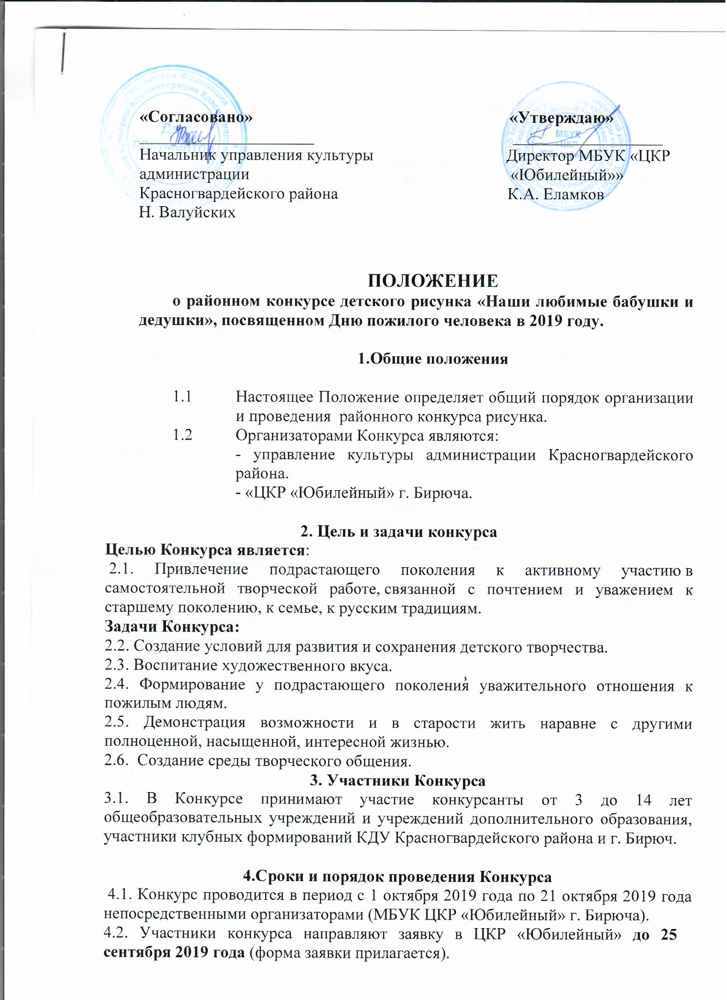 «Согласовано»
Начальник управления культуры
администрации
Красногвардейского района
Н. Валуйских
«Утверждаю»
Директор МБУК «ЦКР
«Юбилейный»»
К.А. Еламков
Российская Федерация
документов
МБУК
«ЦКР
ПОЛОЖЕНИЕ
о районном конкурсе детского рисунка «Наши любимые бабушки и
дедушки», посвященном Дню пожилого человека в 2019 году.
1.Общие положения
1.1 Настоящее Положение определяет общий порядок организации
и проведения районного конкурса рисунка.
1.2 Организаторами Конкурса являются:
- управление культуры администрации Красногвардейского
района.
- «ЦКР «Юбилейный» г. Бирюча.
2. Цель и задачи конкурса
Целью Конкурса является:
2.1. Привлечение подрастающего поколения к активному участию в
самостоятельной творческой работе, связанной с почтением и уважением к
старшему поколению, к семье, к русским традициям.
Задачи Конкурса:
2.2. Создание условий для развития и сохранения детского творчества.
2.3. Воспитание художественного вкуса.
2.4. Формирование у подрастающего поколения уважительного отношения к
пожилым людям.
2.5. Демонстрация возможности и в старости жить наравне с другими
полноценной, насыщенной, интересной жизнью.
2.6. Создание среды творческого общения.
3. Участники Конкурса
3.1. В Конкурсе принимают участие конкурсанты от 3 до 14 лет
общеобразовательных учреждений и учреждений дополнительного образования,
участники клубных формирований КДУ Красногвардейского района и г. Бирюч.
4.Сроки и порядок проведения Конкурса
4.1. Конкурс проводится в период с 1 октября 2019 года по 21 октября 2019 года
непосредственными организаторами (МБУК ЦКР «Юбилейный» г. Бирюча).
4.2. Участники конкурса направляют заявку в ЦКР «Юбилейный» до 25
сентября 2019 года (форма заявки прилагается).